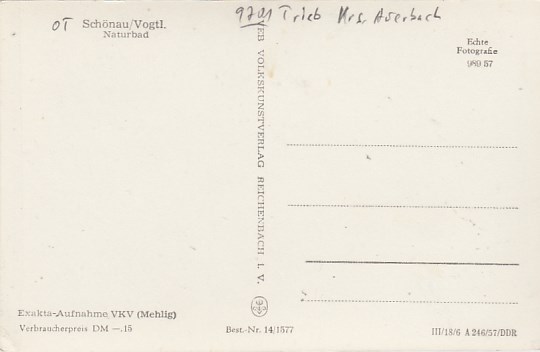 OT Schönau/Vogtl.
Naturbad
9701 Trieb Krs. Auerbach
Echte
Fotografie
989 57
VEB VOLKSKUNSTVERLAG REICHENBACH I. V.
Exakta-Aufnahme VKV (Mehlig)
Verbraucherpreis DM —.15
Best.-Nr. 14/1577
III/18/6 A 246/57/DDR